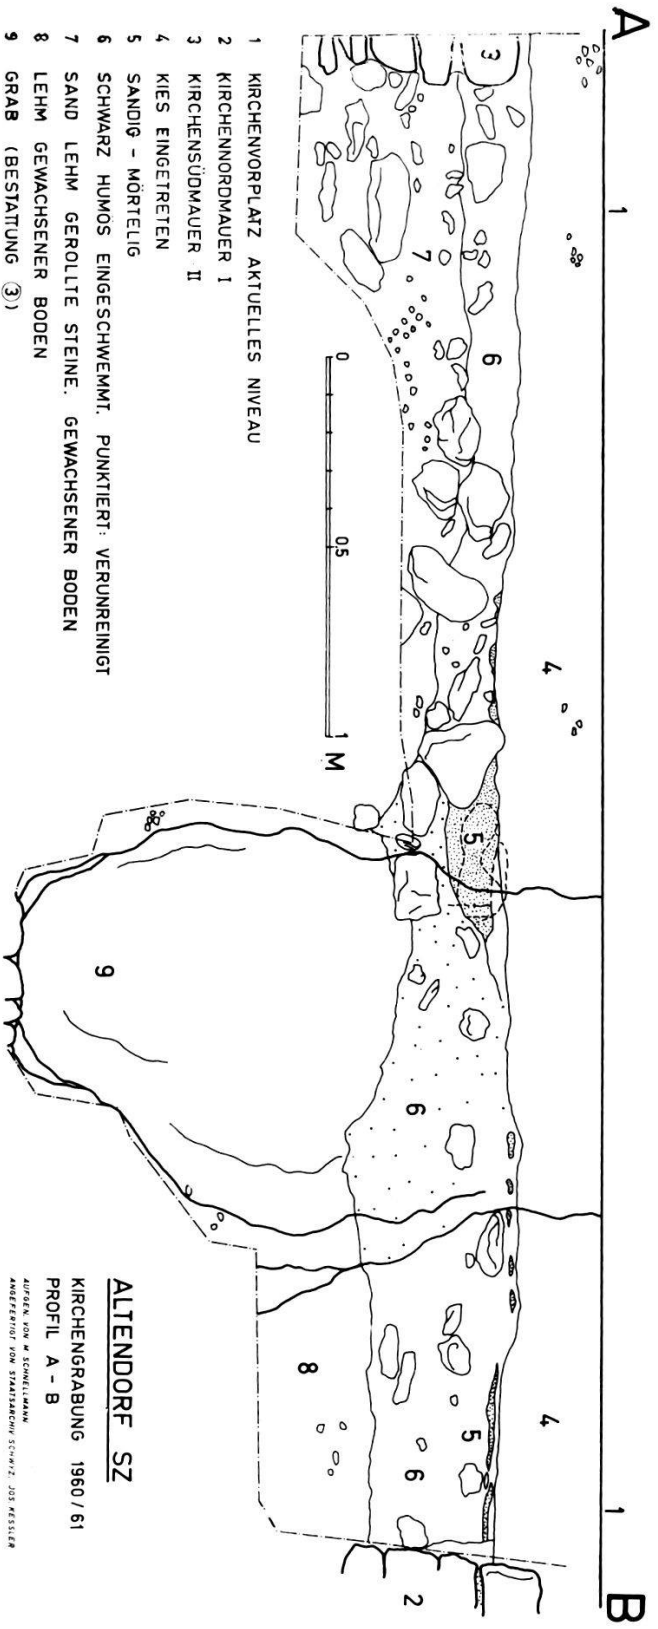 A
B
1
1
3
6
7
4
5
9
6
4
5
8
6
2
0
0,5
1 M
1 KIRCHENVORPLATZ AKTUELLES NIVEAU
2 KIRCHENNORDMAUER I
3 KIRCHENSÜDMAUER II
4 KIES EINGETRETEN
5 SANDIG - MÖRTELIG
6 SCHWARZ HUMÖS EINGESCHWEMMT. PUNKTIERT: VERUNREINIGT
7 SAND LEHM GEROLLTE STEINE. GEWACHSENER BODEN
8 LEHM GEWACHSENER BODEN
9 GRAB (BESTATTUNG ③)
ALTENDORF SZ
KIRCHENGRABUNG 1960/61
PROFIL A - B
AUFGEN. VON M. SCHNELLMANN
ANGEFERTIGT VON STAATSARCHIV SCHWYZ. JOS. KESSLER